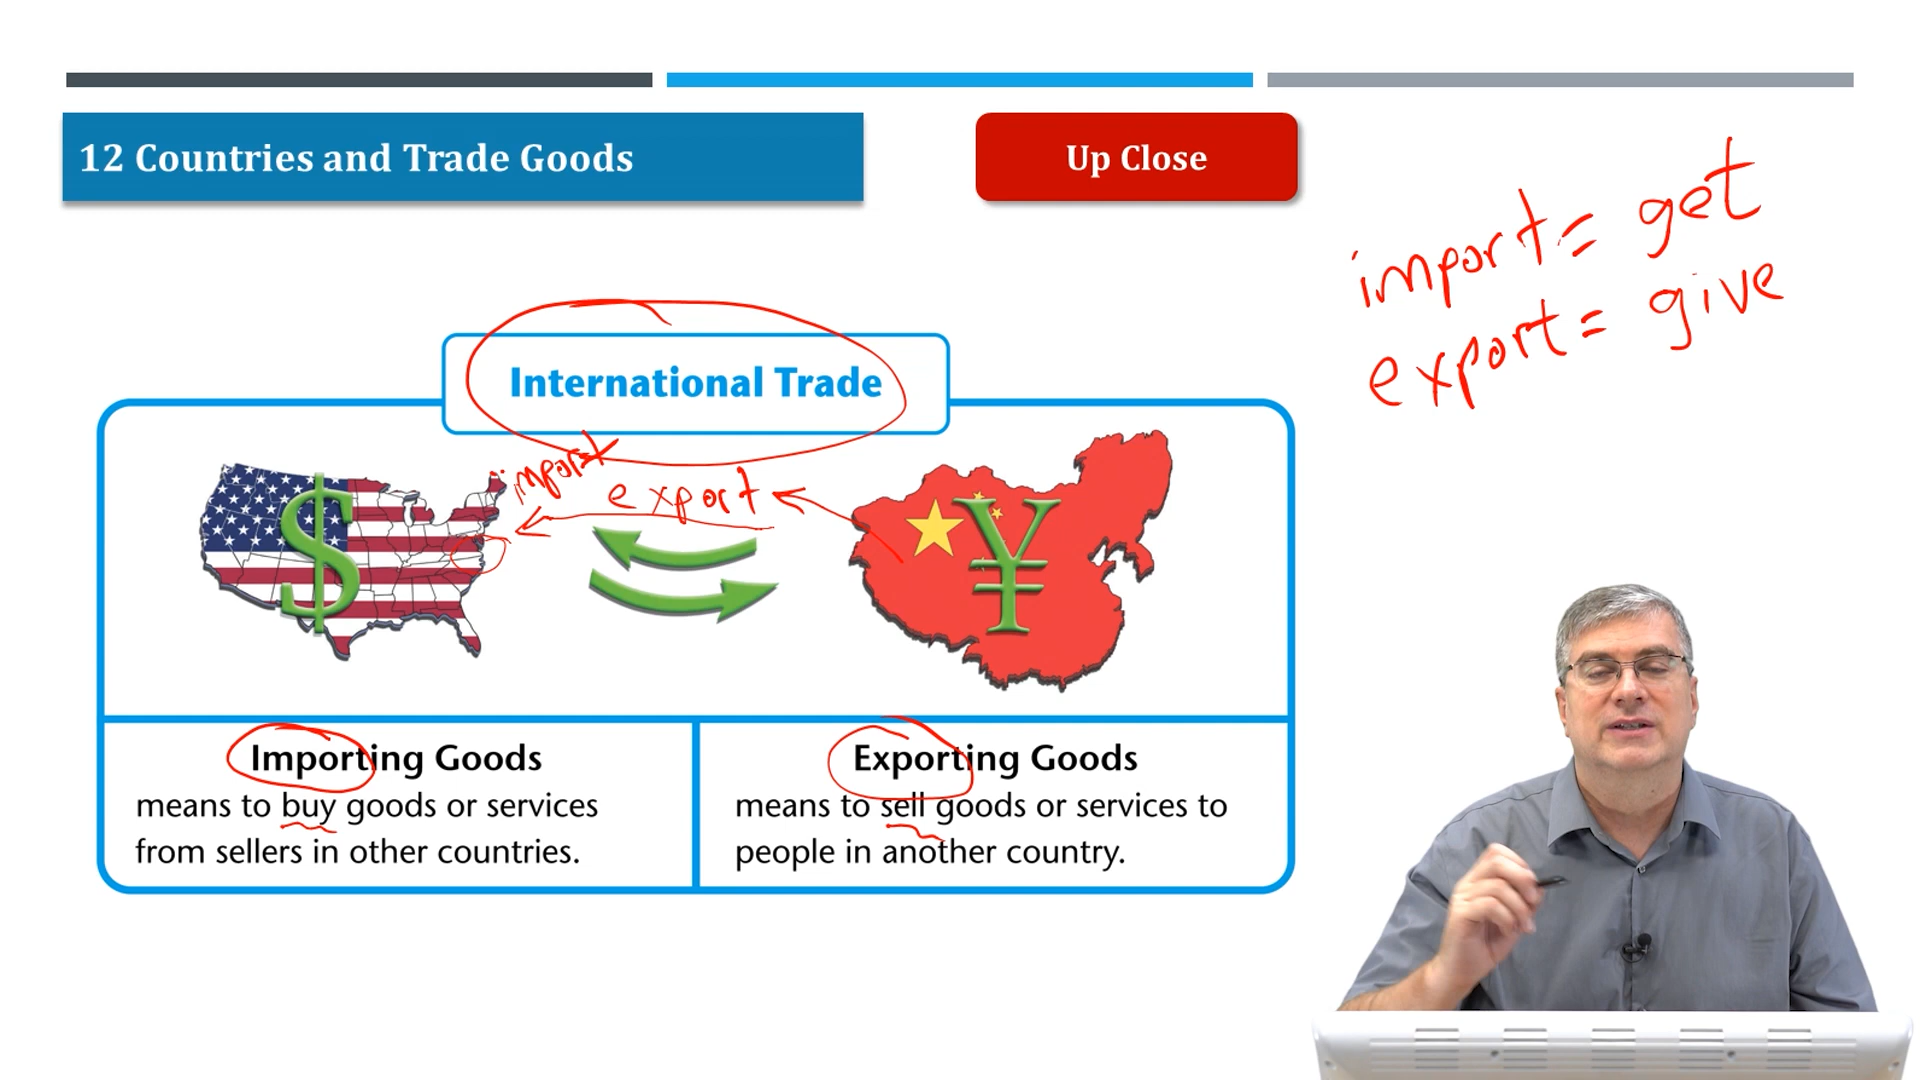 12 Countries and Trade Goods
Up Close
import = get
export = give
International Trade
import
export
$
¥
Importing Goods
means to buy goods or services
from sellers in other countries.
Exporting Goods
means to sell goods or services to
people in another country.